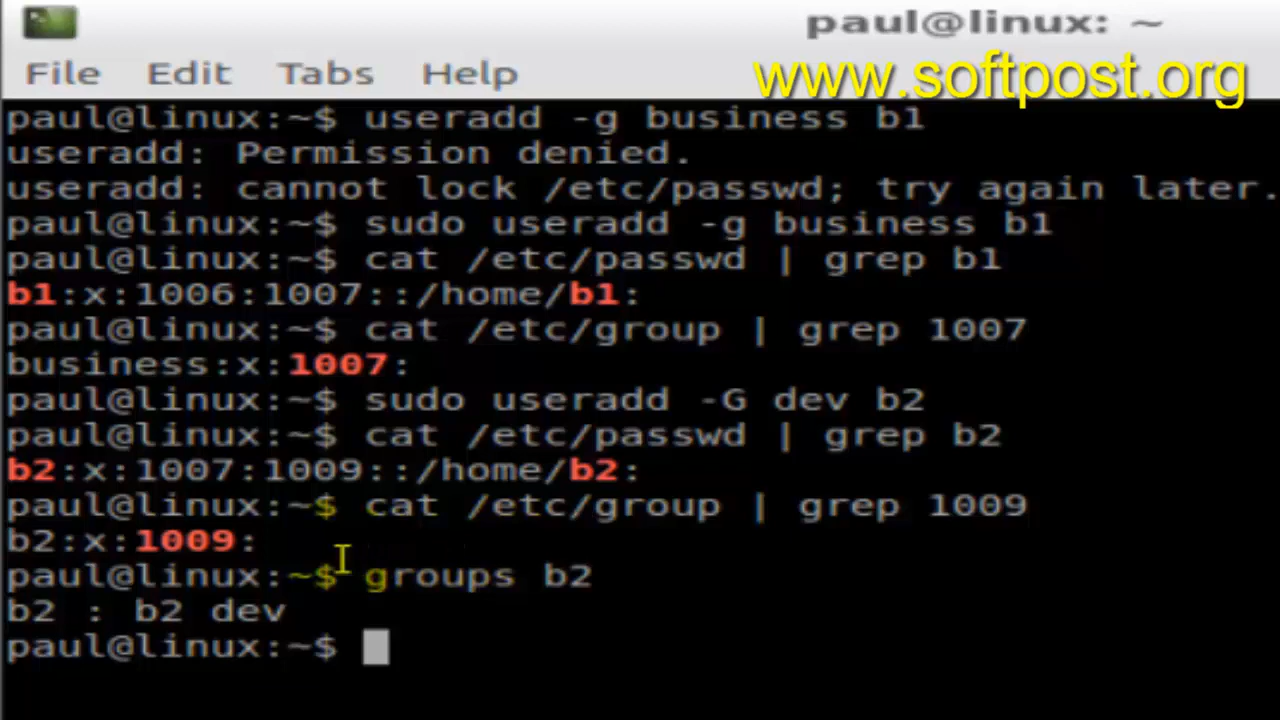 paul@linux: ~
File Edit Tabs Help
www.softpost.org
paul@linux:~$ useradd -g business b1
useradd: Permission denied.
useradd: cannot lock /etc/passwd; try again later.
paul@linux:~$ sudo useradd -g business b1
paul@linux:~$ cat /etc/passwd | grep b1
b1:x:1006:1007::/home/b1:
paul@linux:~$ cat /etc/group | grep 1007
business:x:1007:
paul@linux:~$ sudo useradd -G dev b2
paul@linux:~$ cat /etc/passwd | grep b2
b2:x:1007:1009::/home/b2:
paul@linux:~$ cat /etc/group | grep 1009
b2:x:1009:
paul@linux:~$ groups b2
b2 : b2 dev
paul@linux:~$